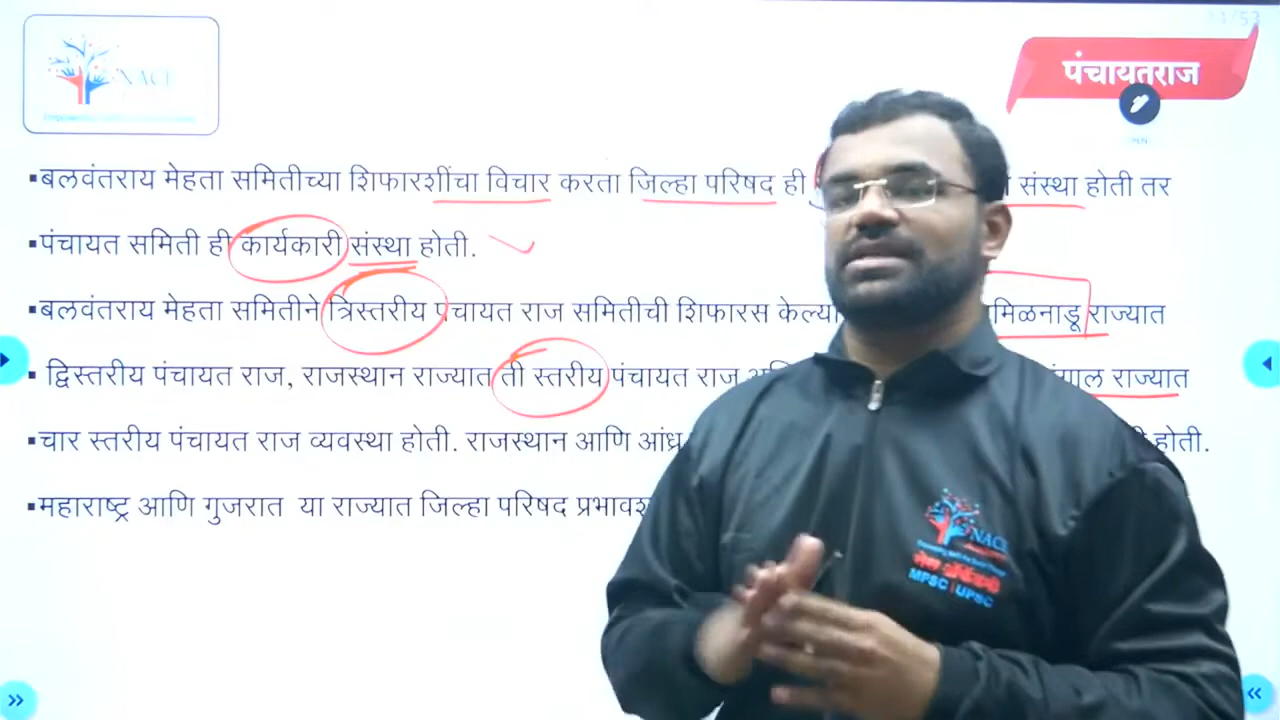 NACE
पंचायतराज
▪बलवंतराय मेहता समितीच्या शिफारशींचा विचार करता जिल्हा परिषद ही संस्था होती तर
▪पंचायत समिती ही कार्यकारी संस्था होती.
▪बलवंतराय मेहता समितीने त्रिस्तरीय पंचायत राज समितीची शिफारस राज्यात
▪ द्विस्तरीय पंचायत राज, राजस्थान राज्यात ती स्तरीय पंचायत राज राज्यात
▪चार स्तरीय पंचायत राज व्यवस्था होती. राजस्थान आणि होती.
▪महाराष्ट्र आणि गुजरात या राज्यात जिल्हा परिषद
NACE
MPSC | UPSC